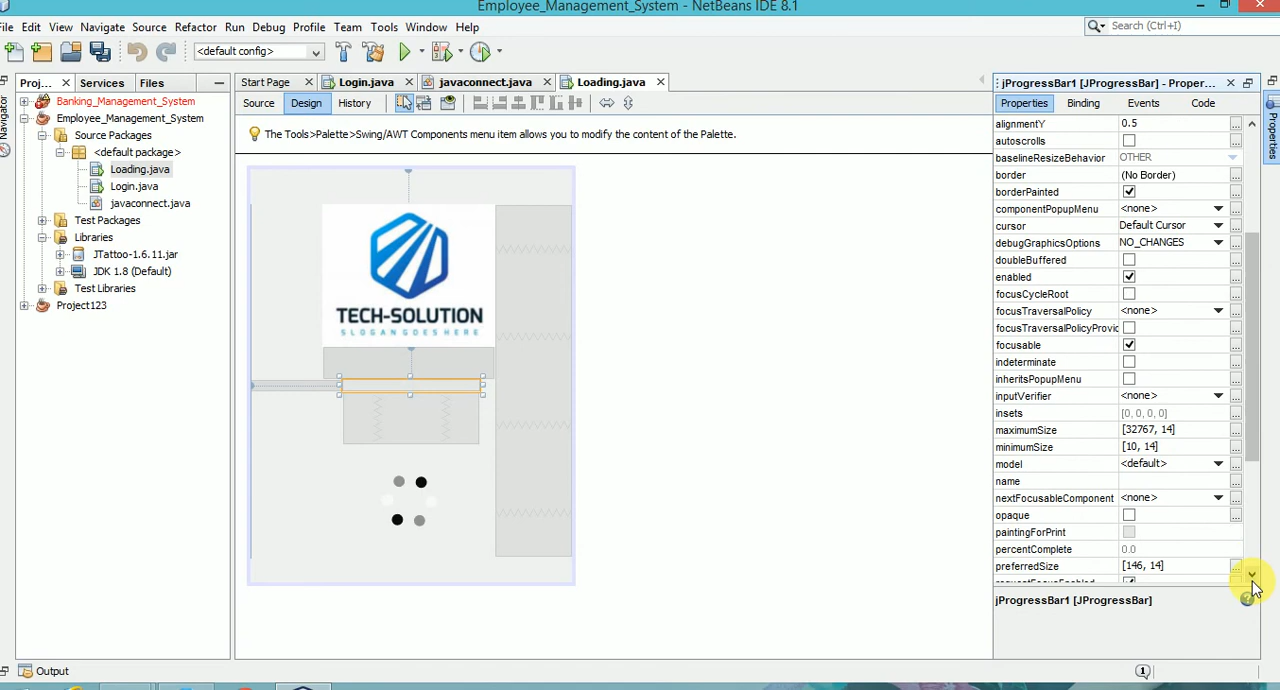 Employee_Management_System - NetBeans IDE 8.1
File Edit View Navigate Source Refactor Run Debug Profile Team Tools Window Help
Search (Ctrl+I)
<default config>
Proj... Services Files
Start Page Login.java javaconnect.java Loading.java
jProgressBar1 [JProgressBar] - Proper...
Source Design History
Properties Binding Events Code
Navigator
Properties
Banking_Management_System
Employee_Management_System
Source Packages
<default package>
Loading.java
Login.java
javaconnect.java
Test Packages
Libraries
JTattoo-1.6.11.jar
JDK 1.8 (Default)
Test Libraries
Project123
The Tools>Palette>Swing/AWT Components menu item allows you to modify the content of the Palette.
TECH-SOLUTION
SLOGAN GOES HERE
alignmentY 0.5 ...
autoscrolls ...
baselineResizeBehavior OTHER
border (No Border) ...
borderPainted ...
componentPopupMenu <none> ...
cursor Default Cursor ...
debugGraphicsOptions NO_CHANGES ...
doubleBuffered ...
enabled ...
focusCycleRoot ...
focusTraversalPolicy <none> ...
focusTraversalPolicyProvic ...
focusable ...
indeterminate ...
inheritsPopupMenu ...
inputVerifier <none> ...
insets [0, 0, 0, 0] ...
maximumSize [32767, 14] ...
minimumSize [10, 14] ...
model <default> ...
name ...
nextFocusableComponent <none> ...
opaque ...
paintingForPrint
percentComplete 0.0
preferredSize [146, 14] ...
requestFocusEnabled
jProgressBar1 [JProgressBar]
Output
1